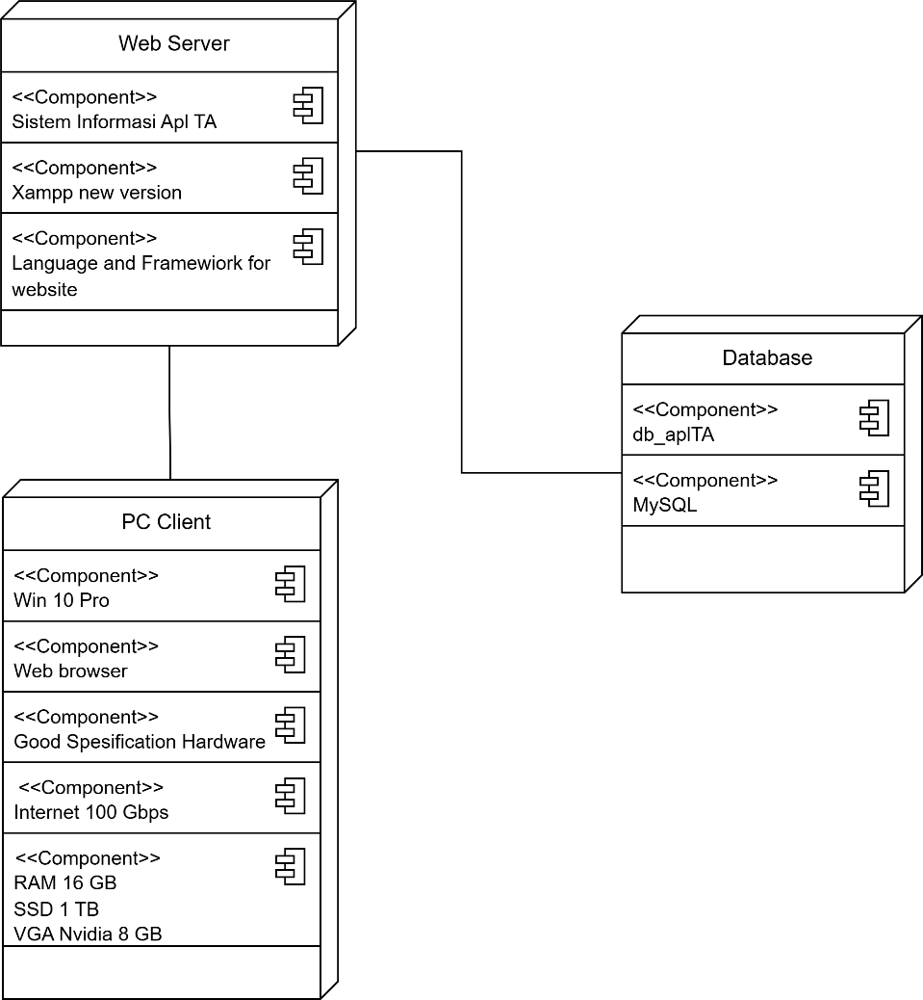 Web Server
<<Component>>
Sistem Informasi Apl TA
<<Component>>
Xampp new version
<<Component>>
Language and Framewiork for
website
Database
<<Component>>
db_aplTA
<<Component>>
MySQL
PC Client
<<Component>>
Win 10 Pro
<<Component>>
Web browser
<<Component>>
Good Spesification Hardware
<<Component>>
Internet 100 Gbps
<<Component>>
RAM 16 GB
SSD 1 TB
VGA Nvidia 8 GB